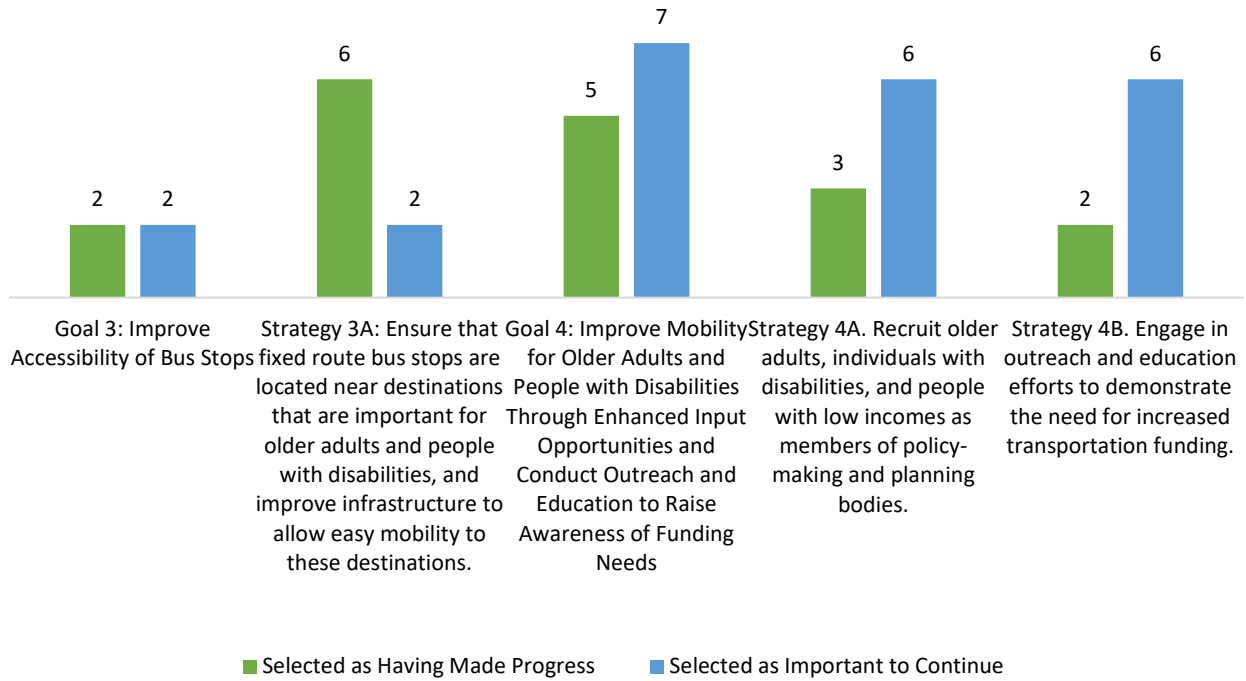 7
6
6
6
5
3
2
2
2
2
Goal 3: Improve
Accessibility of Bus Stops
Strategy 3A: Ensure that
fixed route bus stops are
located near destinations
that are important for
older adults and people
with disabilities, and
improve infrastructure to
allow easy mobility to
these destinations.
Goal 4: Improve Mobility
for Older Adults and
People with Disabilities
Through Enhanced Input
Opportunities and
Conduct Outreach and
Education to Raise
Awareness of Funding
Needs
Strategy 4A. Recruit older
adults, individuals with
disabilities, and people
with low incomes as
members of policy-
making and planning
bodies.
Strategy 4B. Engage in
outreach and education
efforts to demonstrate
the need for increased
transportation funding.
Selected as Having Made Progress
Selected as Important to Continue